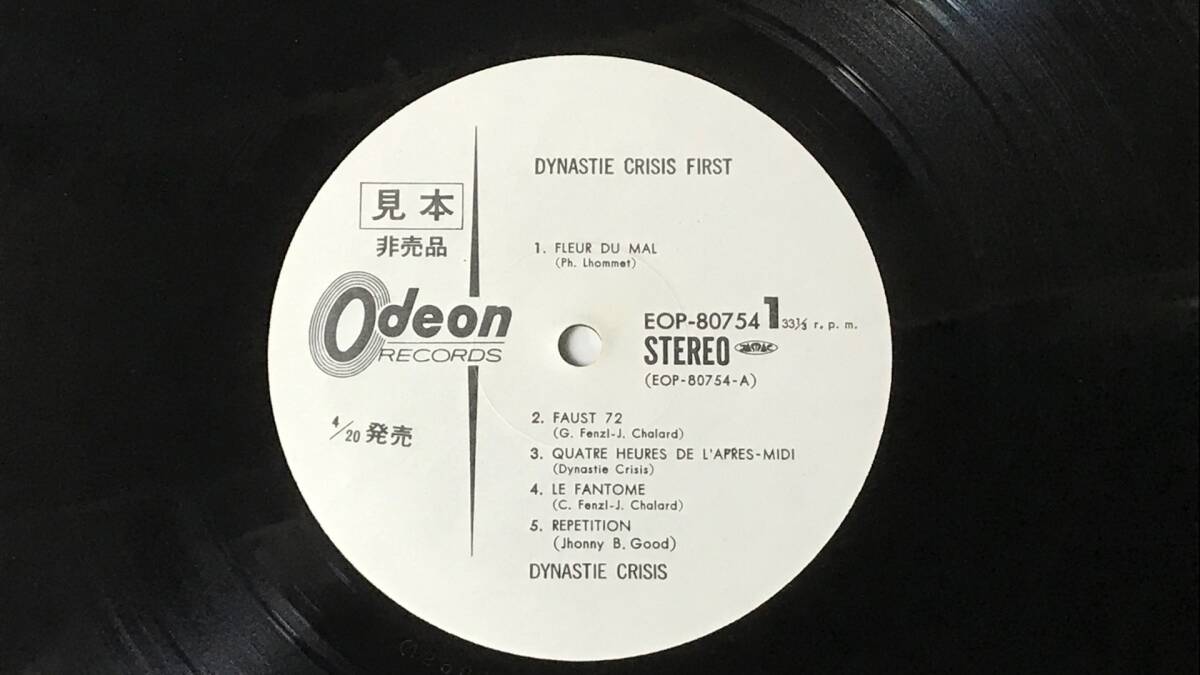 DYNASTIE CRISIS FIRST
見本
非売品
1. FLEUR DU MAL
(Ph. Lhommet)
Odeon
RECORDS
EOP-80754 1 33⅓ r. p. m.
STEREO
(EOP-80754-A)
4/20 発売
2. FAUST 72
(G. Fenzl-J. Chalard)
3. QUATRE HEURES DE L'APRES-MIDI
(Dynastie Crisis)
4. LE FANTOME
(C. Fenzl-J. Chalard)
5. REPETITION
(Jhonny B. Good)
DYNASTIE CRISIS